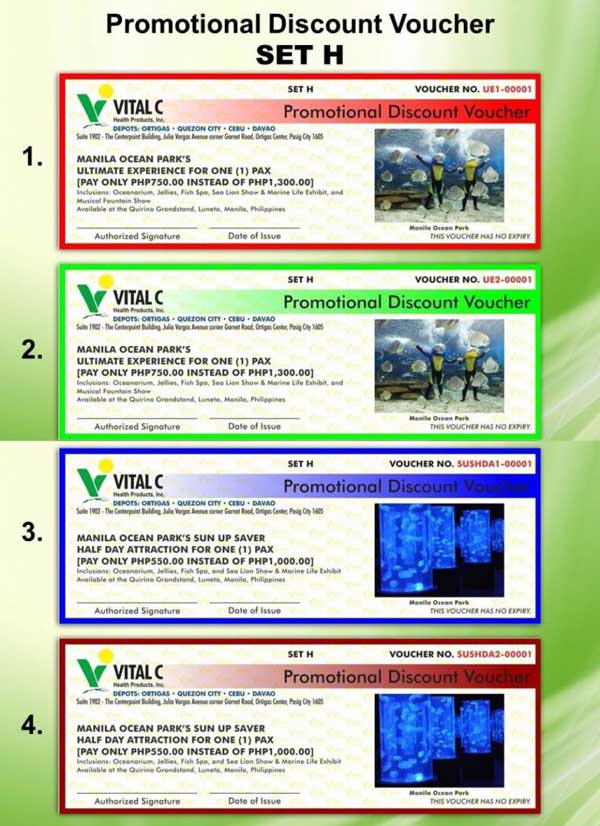 Promotional Discount Voucher
SET H
1.
SET H VOUCHER NO. UE1-00001
VITAL C
Health Products, Inc.
Promotional Discount Voucher
DEPOTS: ORTIGAS • QUEZON CITY • CEBU • DAVAO
Suite 1902 - The Centerpoint Building, Julia Vargas Avenue corner Garnet Road, Ortigas Center, Pasig City 1605
MANILA OCEAN PARK'S
ULTIMATE EXPERIENCE FOR ONE (1) PAX
[PAY ONLY PHP750.00 INSTEAD OF PHP1,300.00]
Inclusions: Oceanarium, Jellies, Fish Spa, Sea Lion Show & Marine Life Exhibit, and
Musical Fountain Show
Available at the Quirino Grandstand, Luneta, Manila, Philippines
Manila Ocean Park
Authorized Signature Date of Issue THIS VOUCHER HAS NO EXPIRY.
2.
SET H VOUCHER NO. UE2-00001
VITAL C
Health Products, Inc.
Promotional Discount Voucher
DEPOTS: ORTIGAS • QUEZON CITY • CEBU • DAVAO
Suite 1902 - The Centerpoint Building, Julia Vargas Avenue corner Garnet Road, Ortigas Center, Pasig City 1605
MANILA OCEAN PARK'S
ULTIMATE EXPERIENCE FOR ONE (1) PAX
[PAY ONLY PHP750.00 INSTEAD OF PHP1,300.00]
Inclusions: Oceanarium, Jellies, Fish Spa, Sea Lion Show & Marine Life Exhibit, and
Musical Fountain Show
Available at the Quirino Grandstand, Luneta, Manila, Philippines
Manila Ocean Park
Authorized Signature Date of Issue THIS VOUCHER HAS NO EXPIRY.
3.
SET H VOUCHER NO. SUSHDA1-00001
VITAL C
Health Products, Inc.
Promotional Discount Voucher
DEPOTS: ORTIGAS • QUEZON CITY • CEBU • DAVAO
Suite 1902 - The Centerpoint Building, Julia Vargas Avenue corner Garnet Road, Ortigas Center, Pasig City 1605
MANILA OCEAN PARK'S SUN UP SAVER
HALF DAY ATTRACTION FOR ONE (1) PAX
[PAY ONLY PHP550.00 INSTEAD OF PHP1,000.00]
Inclusions: Oceanarium, Jellies, Fish Spa, and Sea Lion Show & Marine Life Exhibit
Available at the Quirino Grandstand, Luneta, Manila, Philippines
Manila Ocean Park
Authorized Signature Date of Issue THIS VOUCHER HAS NO EXPIRY.
4.
SET H VOUCHER NO. SUSHDA2-00001
VITAL C
Health Products, Inc.
Promotional Discount Voucher
DEPOTS: ORTIGAS • QUEZON CITY • CEBU • DAVAO
Suite 1902 - The Centerpoint Building, Julia Vargas Avenue corner Garnet Road, Ortigas Center, Pasig City 1605
MANILA OCEAN PARK'S SUN UP SAVER
HALF DAY ATTRACTION FOR ONE (1) PAX
[PAY ONLY PHP550.00 INSTEAD OF PHP1,000.00]
Inclusions: Oceanarium, Jellies, Fish Spa, and Sea Lion Show & Marine Life Exhibit
Available at the Quirino Grandstand, Luneta, Manila, Philippines
Manila Ocean Park
Authorized Signature Date of Issue THIS VOUCHER HAS NO EXPIRY.